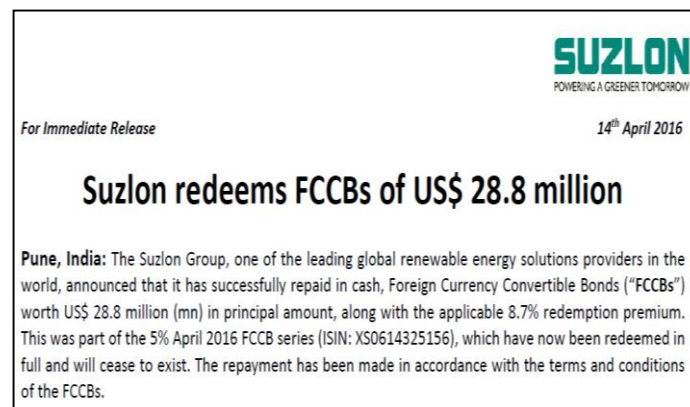 SUZLON
POWERING A GREENER TOMORROW
For Immediate Release 14th April 2016
Suzlon redeems FCCBs of US$ 28.8 million
Pune, India: The Suzlon Group, one of the leading global renewable energy solutions providers in the
world, announced that it has successfully repaid in cash, Foreign Currency Convertible Bonds (“FCCBs”)
worth US$ 28.8 million (mn) in principal amount, along with the applicable 8.7% redemption premium.
This was part of the 5% April 2016 FCCB series (ISIN: XS0614325156), which have now been redeemed in
full and will cease to exist. The repayment has been made in accordance with the terms and conditions
of the FCCBs.